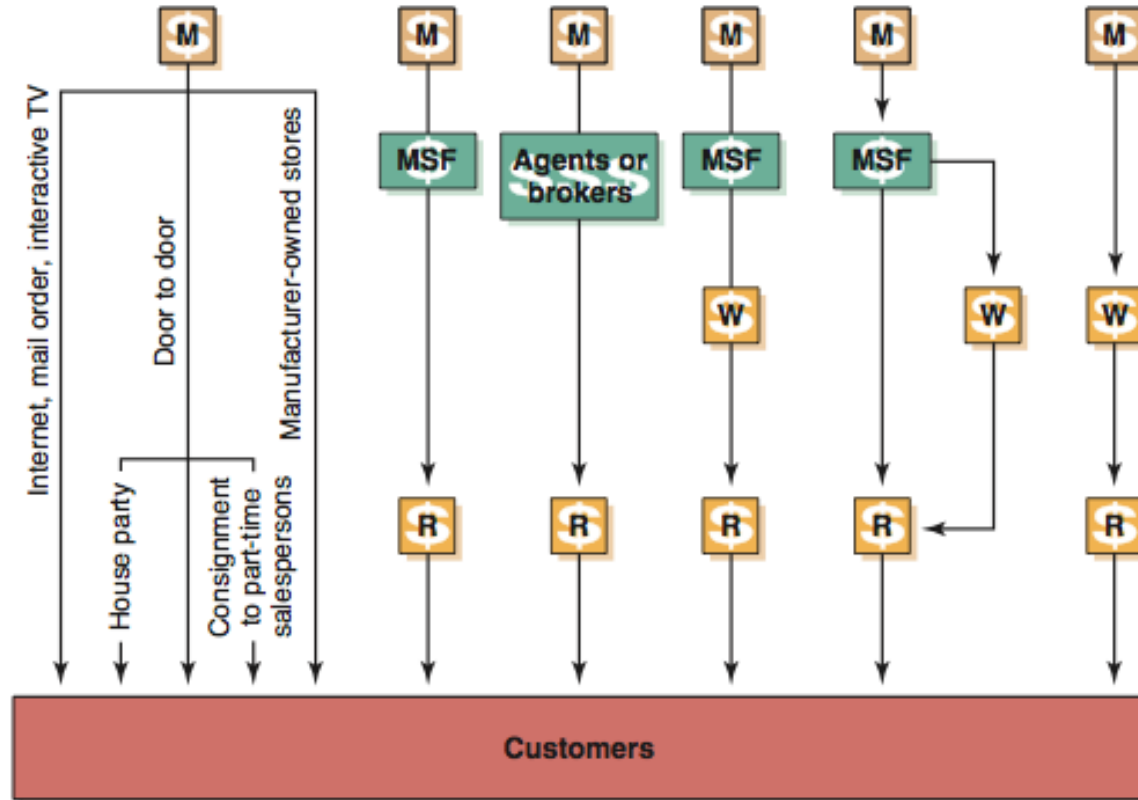 M
M
M
M
M
M
Internet, mail order, interactive TV
Door to door
Manufacturer-owned stores
MSF
$$$
Agents or
brokers
MSF
MSF
W
W
W
House party
Consignment
to part-time
salespersons
R
R
R
R
R
Customers